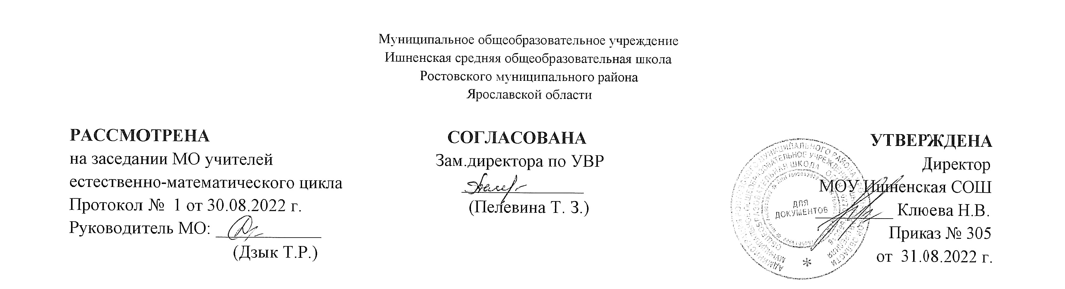 Муниципальное общеобразовательное учреждение
Ишненская средняя общеобразовательная школа
Ростовского муниципального района
Ярославской области
РАССМОТРЕНА
на заседании МО учителей
естественно-математического цикла
Протокол № 1 от 30.08.2022 г.
Руководитель МО:
(Дзык Т.Р.)
СОГЛАСОВАНА
Зам.директора по УВР
(Пелевина Т. З.)
УТВЕРЖДЕНА
Директор
МОУ Ишненская СОШ
Клюева Н.В.
Приказ № 305
от 31.08.2022 г.
ДЛЯ
ДОКУМЕНТОВ